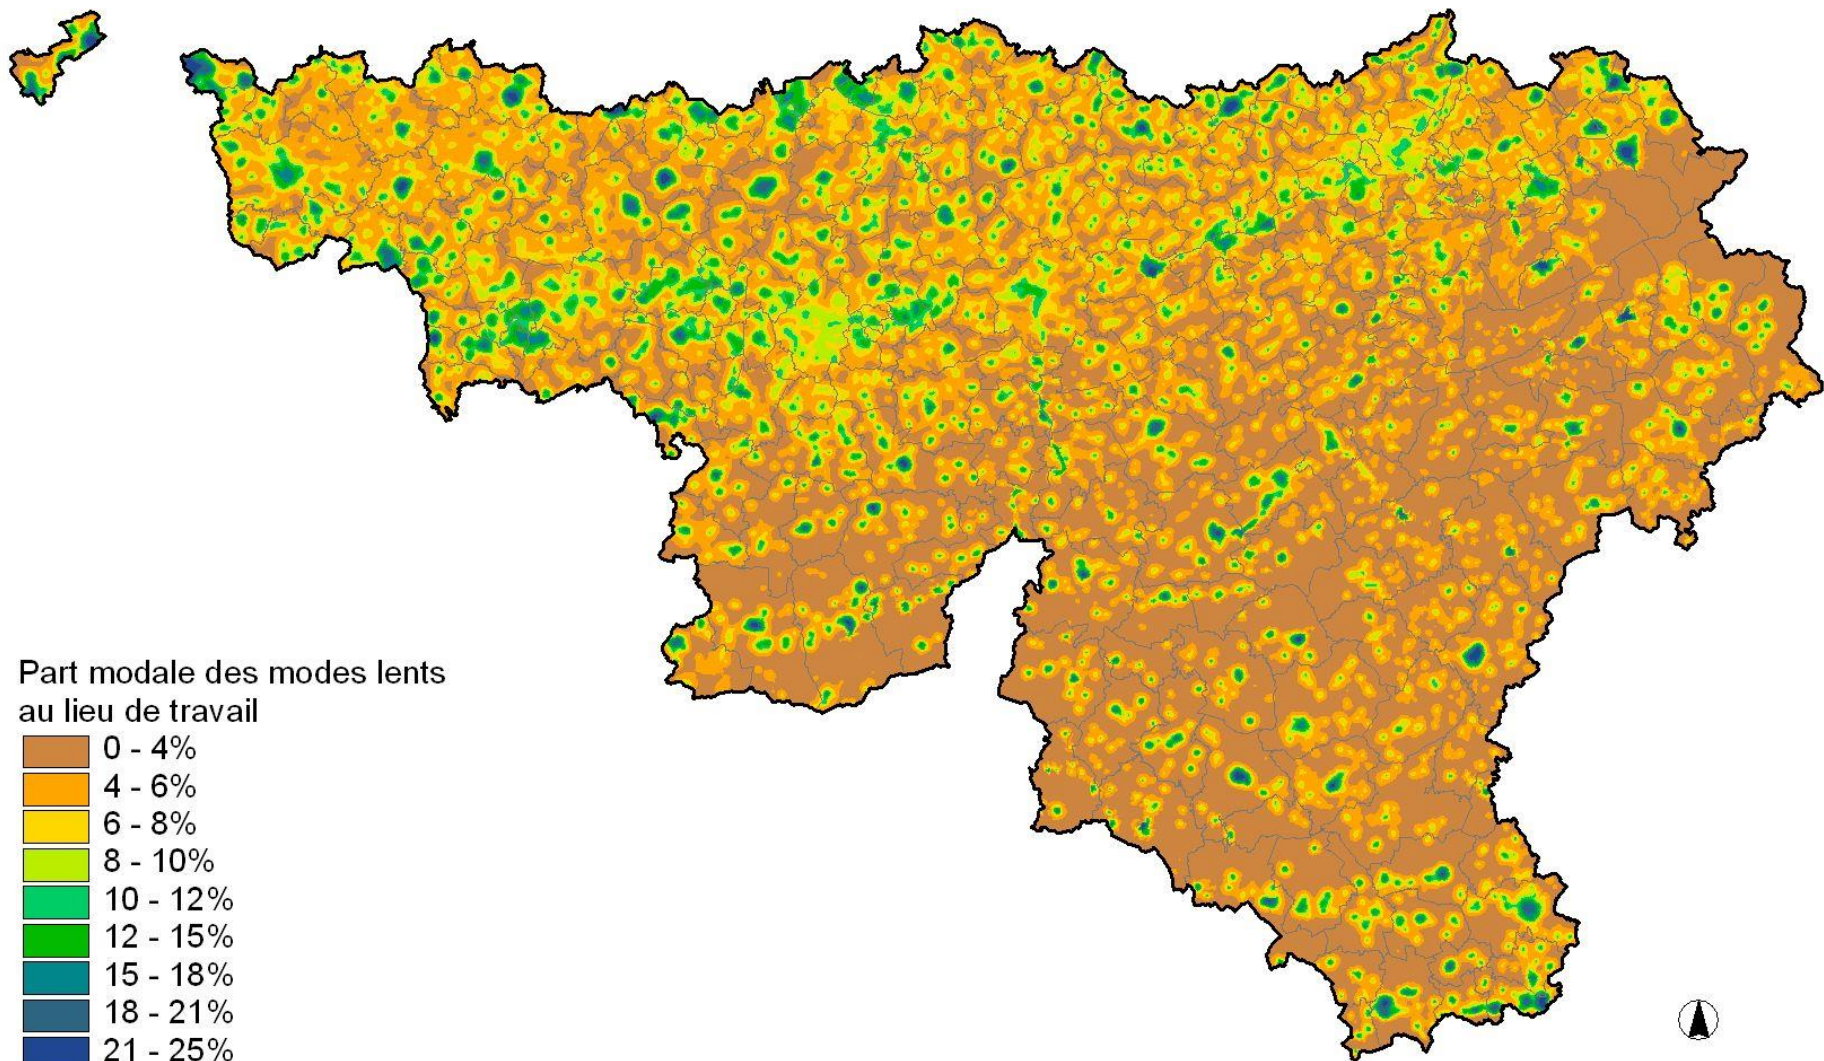 Part modale des modes lents
au lieu de travail
0 - 4%
4 - 6%
6 - 8%
8 - 10%
10 - 12%
12 - 15%
15 - 18%
18 - 21%
21 - 25%